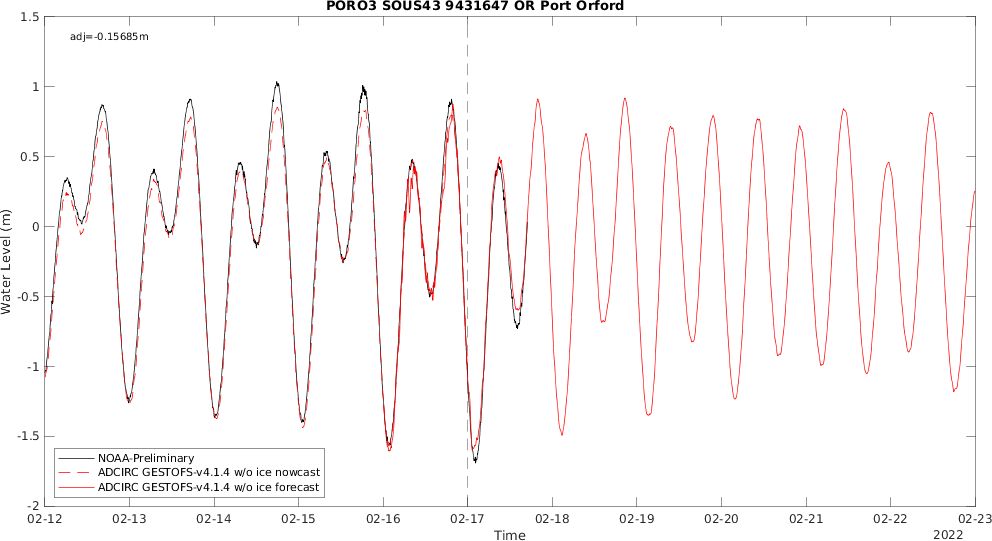 PORO3 SOUS43 9431647 OR Port Orford
adj=-0.15685m
1.5
1
0.5
0
-0.5
-1
-1.5
-2
Water Level (m)
NOAA-Preliminary
ADCIRC GESTOFS-v4.1.4 w/o ice nowcast
ADCIRC GESTOFS-v4.1.4 w/o ice forecast
02-12 02-13 02-14 02-15 02-16 02-17 02-18 02-19 02-20 02-21 02-22 02-23
Time
2022